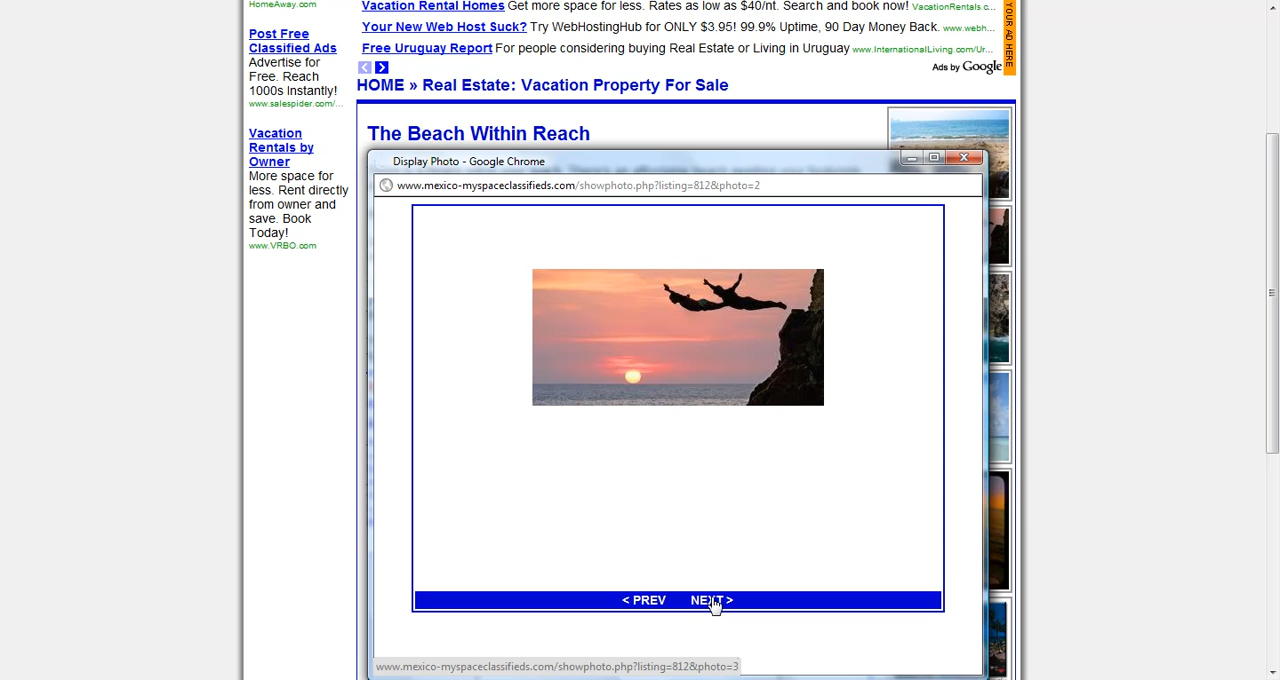 HomeAway.com
Post Free
Classified Ads
Advertise for
Free. Reach
1000s Instantly!
www.salespider.com/...
Vacation
Rentals by
Owner
More space for
less. Rent directly
from owner and
save. Book
Today!
www.VRBO.com
Vacation Rental Homes Get more space for less. Rates as low as $40/nt. Search and book now! VacationRentals.c...
Your New Web Host Suck? Try WebHostingHub for ONLY $3.95! 99.9% Uptime, 90 Day Money Back. www.webh...
Free Uruguay Report For people considering buying Real Estate or Living in Uruguay www.InternationalLiving.com/Ur...
Ads by Google
YOUR AD HERE
HOME » Real Estate: Vacation Property For Sale
The Beach Within Reach
Display Photo - Google Chrome
www.mexico-myspaceclassifieds.com/showphoto.php?listing=812&photo=2
< PREV NEXT >
www.mexico-myspaceclassifieds.com/showphoto.php?listing=812&photo=3